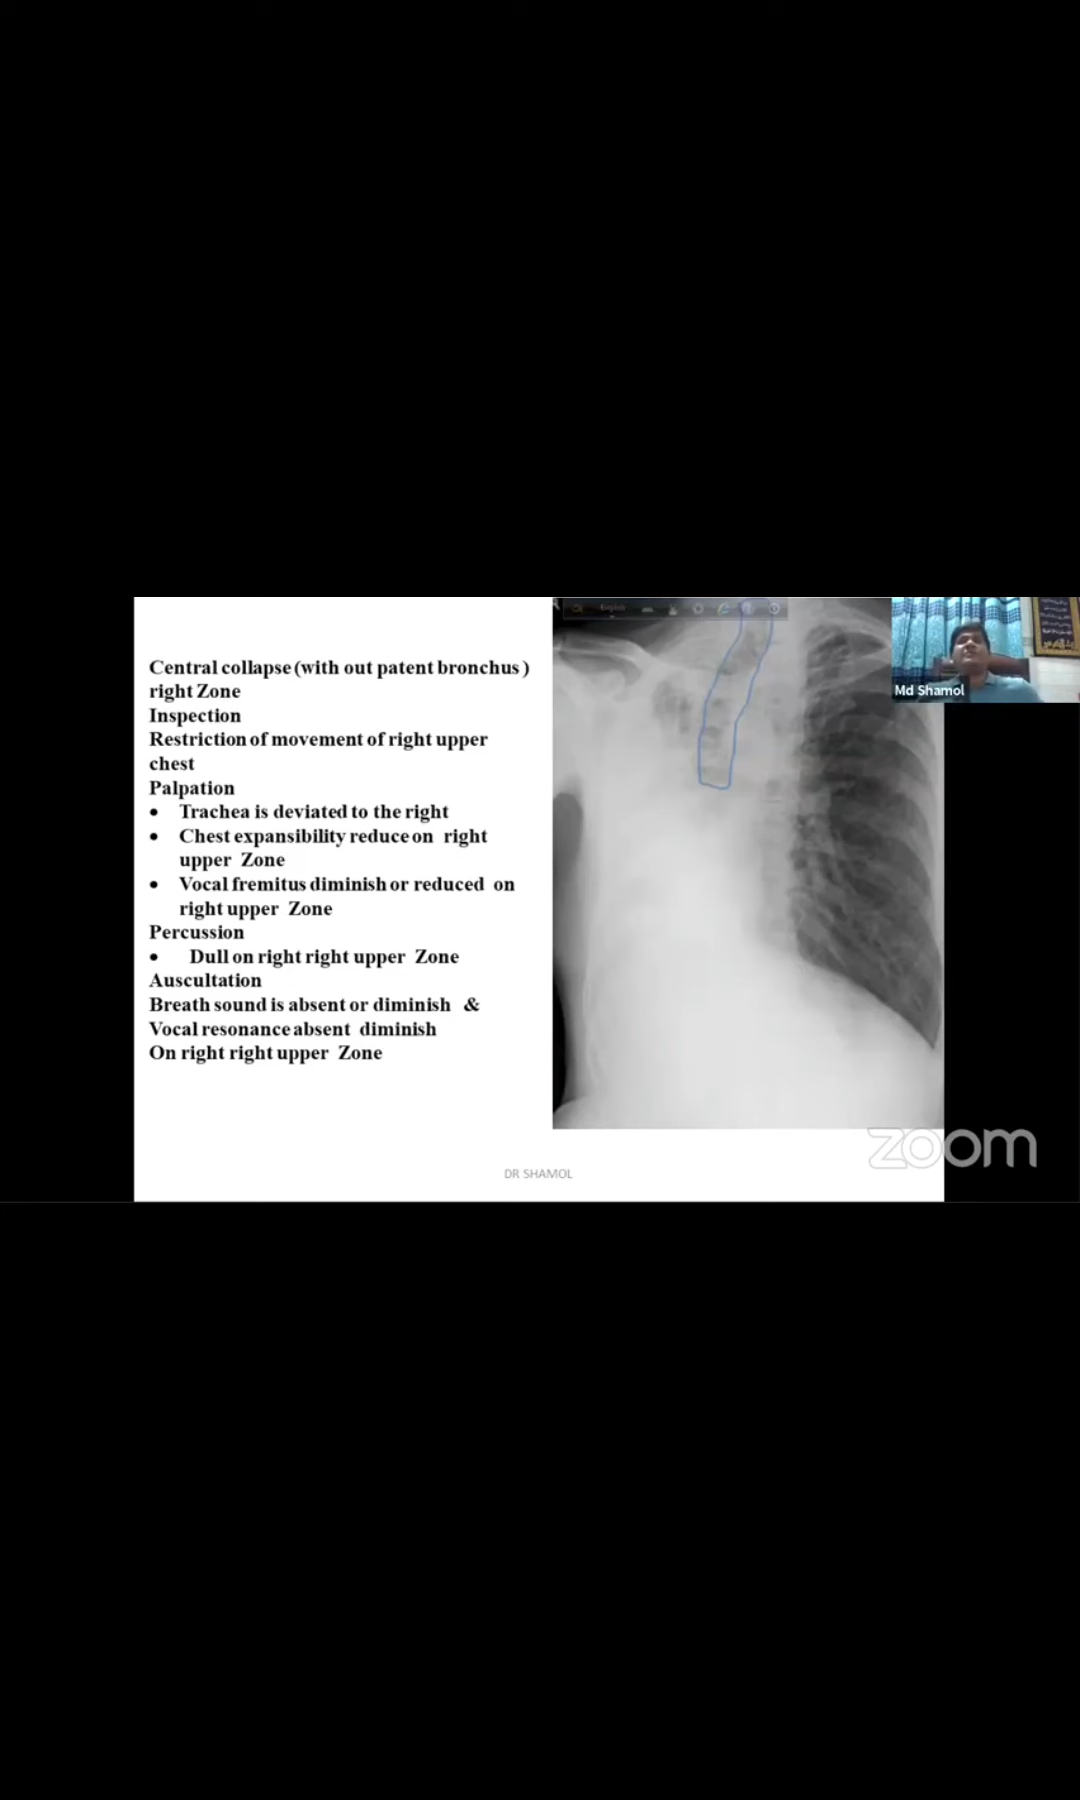 English
Md Shamol
Central collapse (with out patent bronchus )
right Zone
Inspection
Restriction of movement of right upper
chest
Palpation
• Trachea is deviated to the right
• Chest expansibility reduce on right
upper Zone
• Vocal fremitus diminish or reduced on
right upper Zone
Percussion
• Dull on right right upper Zone
Auscultation
Breath sound is absent or diminish &
Vocal resonance absent diminish
On right right upper Zone
zoom
DR SHAMOL